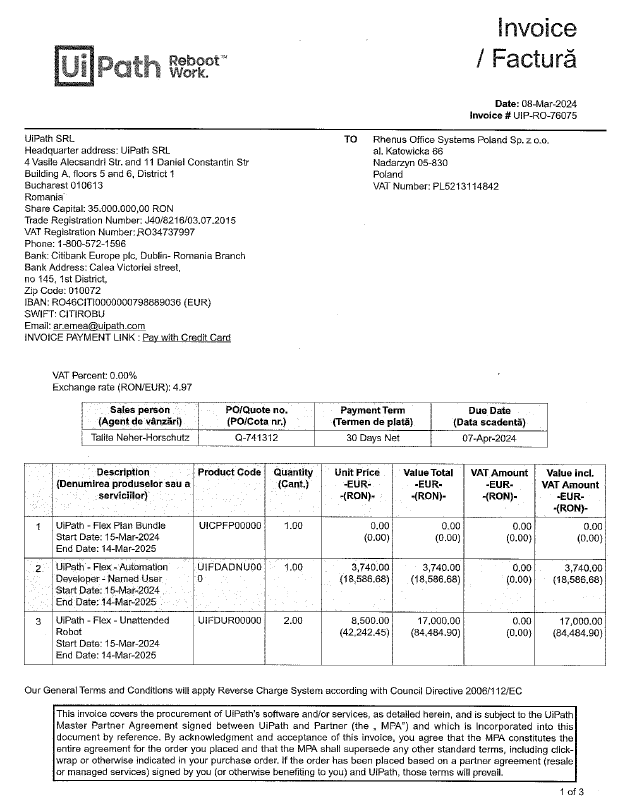 Invoice
/ Factură
UiPath Reboot™
Work.
Date: 08-Mar-2024
Invoice # UIP-RO-76075
UiPath SRL
Headquarter address: UiPath SRL
4 Vasile Alecsandri Str. and 11 Daniel Constantin Str
Building A, floors 5 and 6, District 1
Bucharest 010613
Romania
Share Capital: 35.000.000,00 RON
Trade Registration Number: J40/8216/03.07.2015
VAT Registration Number: RO34737997
Phone: 1-800-572-1596
Bank: Citibank Europe plc, Dublin- Romania Branch
Bank Address: Calea Victoriei street,
no 145, 1st District,
Zip Code: 010072
IBAN: RO46CITI0000000798889036 (EUR)
SWIFT: CITIROBU
Email: ar.emea@uipath.com
INVOICE PAYMENT LINK : Pay with Credit Card
TO
Rhenus Office Systems Poland Sp. z o.o.
al. Katowicka 66
Nadarzyn 05-830
Poland
VAT Number: PL5213114842
VAT Percent: 0.00%
Exchange rate (RON/EUR): 4.97
Sales person (Agent de vânzări) PO/Quote no. (PO/Cota nr.) Payment Term (Termen de plată) Due Date (Data scadentă)
Talite Neher-Horschutz Q-741312 30 Days Net 07-Apr-2024
Description (Denumirea produselor sau a serviciilor) Product Code Quantity (Cant.) Unit Price -EUR- -(RON)- Value Total -EUR- -(RON)- VAT Amount -EUR- -(RON)- Value incl. VAT Amount -EUR- -(RON)-
1 UiPath - Flex Plan Bundle UICPFP00000 1.00 0.00 0.00 0.00 0.00
Start Date: 15-Mar-2024 (0.00) (0.00) (0.00) (0.00)
End Date: 14-Mar-2025
2 UiPath - Flex - Automation UIFDADNU00 1.00 3,740.00 3,740.00 0.00 3,740.00
Developer - Named User 0 (18,586.68) (18,586.68) (0.00) (18,586.68)
Start Date: 15-Mar-2024
End Date: 14-Mar-2025
3 UiPath - Flex - Unattended UIFDUR00000 2.00 8,500.00 17,000.00 0.00 17,000.00
Robot (42,242.45) (84,484.90) (0.00) (84,484.90)
Start Date: 15-Mar-2024
End Date: 14-Mar-2025
Our General Terms and Conditions will apply Reverse Charge System according with Council Directive 2006/112/EC
This invoice covers the procurement of UiPath's software and/or services, as detailed herein, and is subject to the UiPath
Master Partner Agreement signed between UiPath and Partner (the „ MPA") and which is Incorporated into this
document by reference. By acknowledgment and acceptance of this invoice, you agree that the MPA constitutes the
entire agreement for the order you placed and that the MPA shall supersede any other standard terms, including click-
wrap or otherwise indicated in your purchase order. If the order has been placed based on a partner agreement (resale
or managed services) signed by you (or otherwise benefiting to you) and UiPath, those terms will prevail.
1 of 3